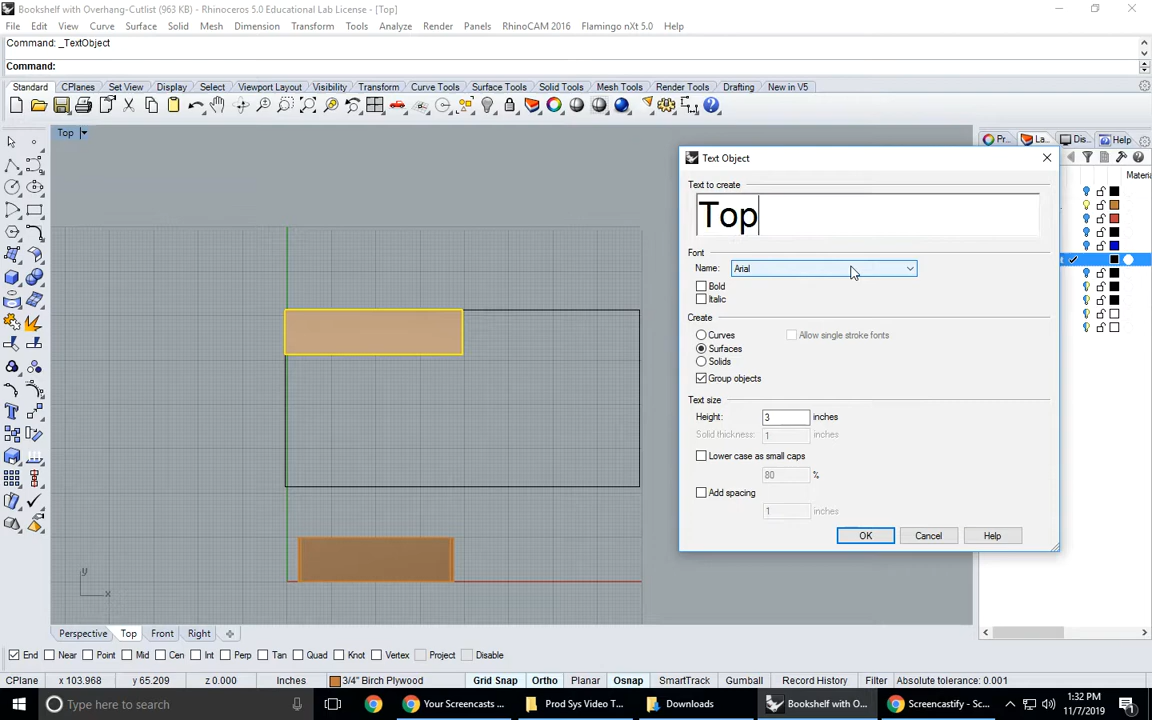 Bookshelf with Overhang-Cutlist (963 KB) - Rhinoceros 5.0 Educational Lab License - [Top]
File Edit View Curve Surface Solid Mesh Dimension Transform Tools Analyze Render Panels RhinoCAM 2016 Flamingo nXt 5.0 Help
Command: _TextObject
Command:
Standard CPlanes Set View Display Select Viewport Layout Visibility Transform Curve Tools Surface Tools Solid Tools Mesh Tools Render Tools Drafting New in V5
Top
Pr... La... Dis... Help
Materi
Text Object
Text to create
Top
Font
Name: Arial
Bold
Italic
Create
Curves Allow single stroke fonts
Surfaces
Solids
Group objects
Text size
Height: 3 inches
Solid thickness: 1 inches
Lower case as small caps
80 %
Add spacing
1 inches
OK Cancel Help
y
x
Perspective Top Front Right
End Near Point Mid Cen Int Perp Tan Quad Knot Vertex Project Disable
CPlane x 103.968 y 65.209 z 0.000 Inches 3/4" Birch Plywood Grid Snap Ortho Planar Osnap SmartTrack Gumball Record History Filter Absolute tolerance: 0.001
Type here to search Your Screencasts ... Prod Sys Video T... Downloads Bookshelf with O... Screencastify - Sc... 1:32 PM
11/7/2019 1